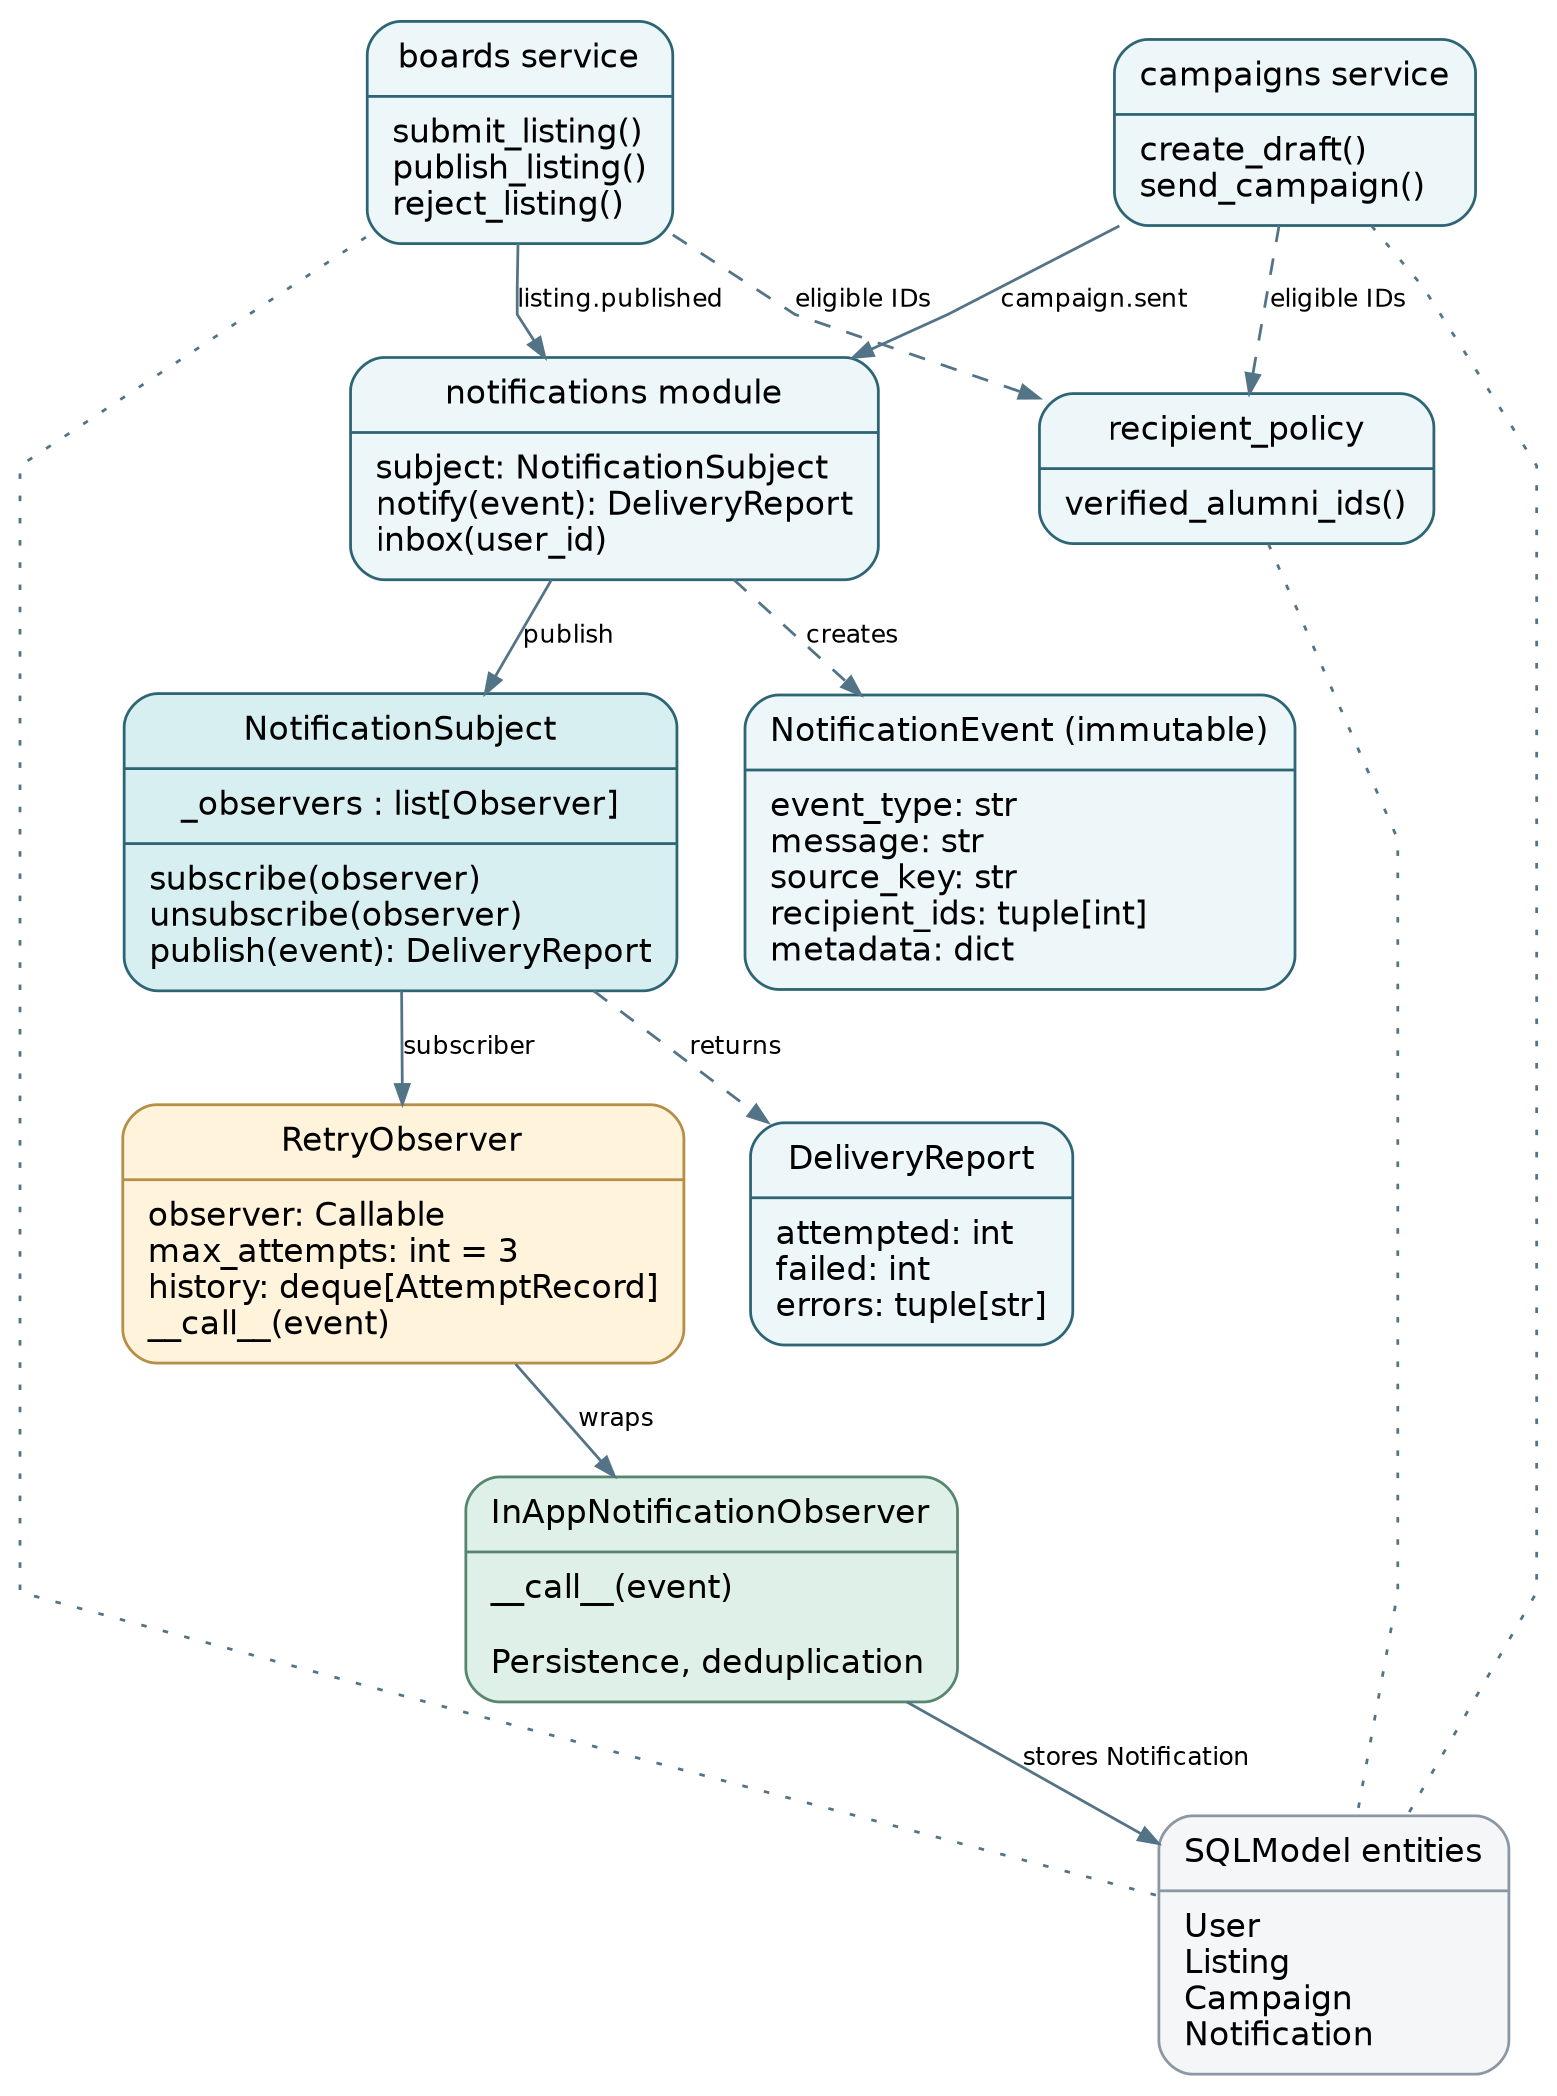 boards service
submit_listing()
publish_listing()
reject_listing()
campaigns service
create_draft()
send_campaign()
listing.published
eligible IDs
campaign.sent
eligible IDs
notifications module
subject: NotificationSubject
notify(event): DeliveryReport
inbox(user_id)
recipient_policy
verified_alumni_ids()
publish
creates
NotificationSubject
_observers : list[Observer]
subscribe(observer)
unsubscribe(observer)
publish(event): DeliveryReport
NotificationEvent (immutable)
event_type: str
message: str
source_key: str
recipient_ids: tuple[int]
metadata: dict
subscriber
returns
RetryObserver
observer: Callable
max_attempts: int = 3
history: deque[AttemptRecord]
__call__(event)
DeliveryReport
attempted: int
failed: int
errors: tuple[str]
wraps
InAppNotificationObserver
__call__(event)
Persistence, deduplication
stores Notification
SQLModel entities
User
Listing
Campaign
Notification